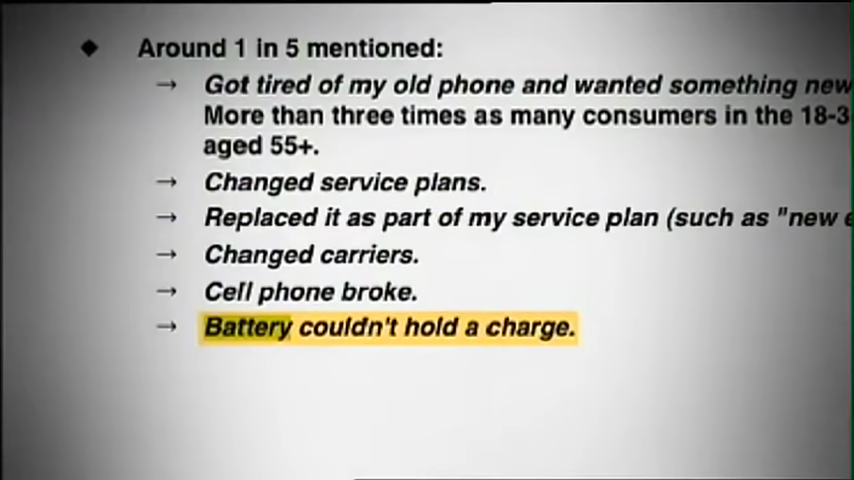 ◆ Around 1 in 5 mentioned:
→ Got tired of my old phone and wanted something new
More than three times as many consumers in the 18-3
aged 55+.
→ Changed service plans.
→ Replaced it as part of my service plan (such as "new
→ Changed carriers.
→ Cell phone broke.
→ Battery couldn't hold a charge.